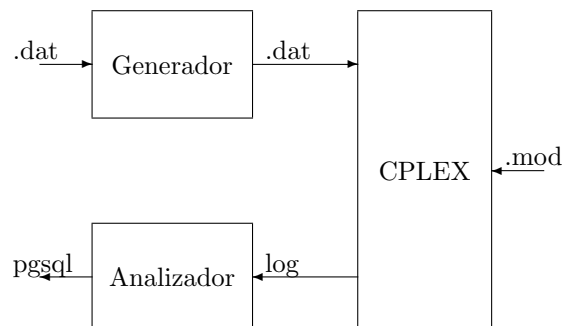 .dat
Generador
.dat
CPLEX
.mod
pgsql
Analizador
log